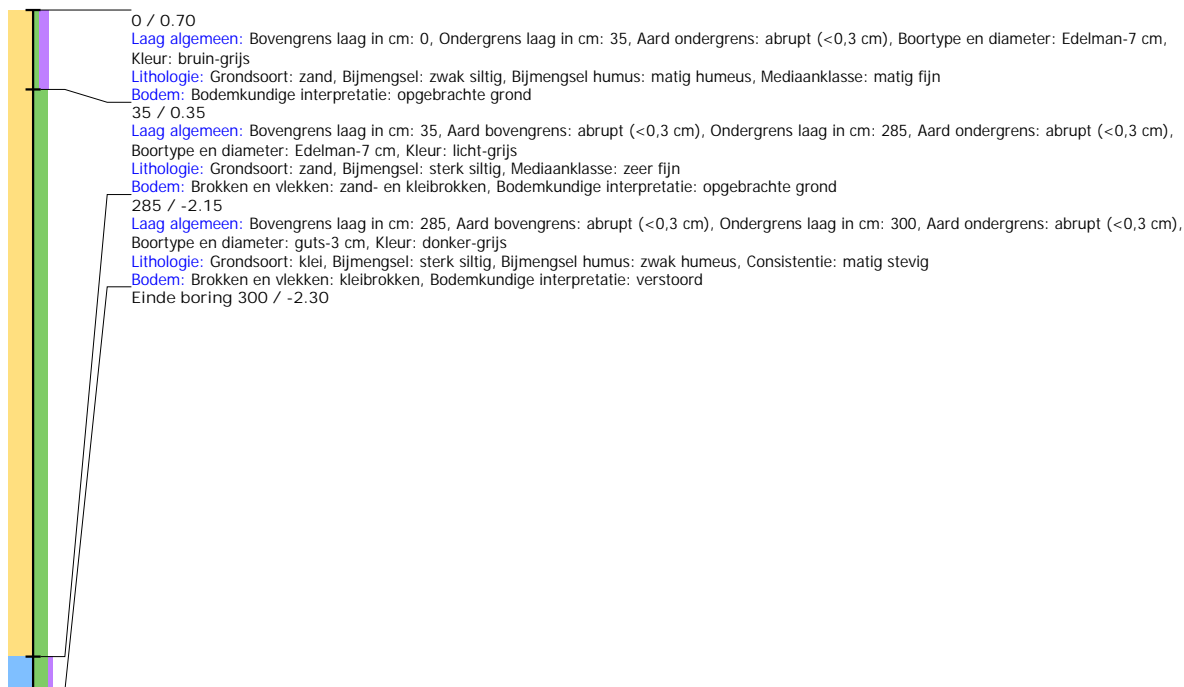 0 / 0.70
Laag algemeen: Bovengrens laag in cm: 0, Ondergrens laag in cm: 35, Aard ondergrens: abrupt (<0,3 cm), Boortype en diameter: Edelman-7 cm,
Kleur: bruin-grijs
Lithologie: Grondsoort: zand, Bijmengsel: zwak siltig, Bijmengsel humus: matig humeus, Mediaanklasse: matig fijn
Bodem: Bodemkundige interpretatie: opgebrachte grond
35 / 0.35
Laag algemeen: Bovengrens laag in cm: 35, Aard bovengrens: abrupt (<0,3 cm), Ondergrens laag in cm: 285, Aard ondergrens: abrupt (<0,3 cm),
Boortype en diameter: Edelman-7 cm, Kleur: licht-grijs
Lithologie: Grondsoort: zand, Bijmengsel: sterk siltig, Mediaanklasse: zeer fijn
Bodem: Brokken en vlekken: zand- en kleibrokken, Bodemkundige interpretatie: opgebrachte grond
285 / -2.15
Laag algemeen: Bovengrens laag in cm: 285, Aard bovengrens: abrupt (<0,3 cm), Ondergrens laag in cm: 300, Aard ondergrens: abrupt (<0,3 cm),
Boortype en diameter: guts-3 cm, Kleur: donker-grijs
Lithologie: Grondsoort: klei, Bijmengsel: sterk siltig, Bijmengsel humus: zwak humeus, Consistentie: matig stevig
Bodem: Brokken en vlekken: kleibrokken, Bodemkundige interpretatie: verstoord
Einde boring 300 / -2.30